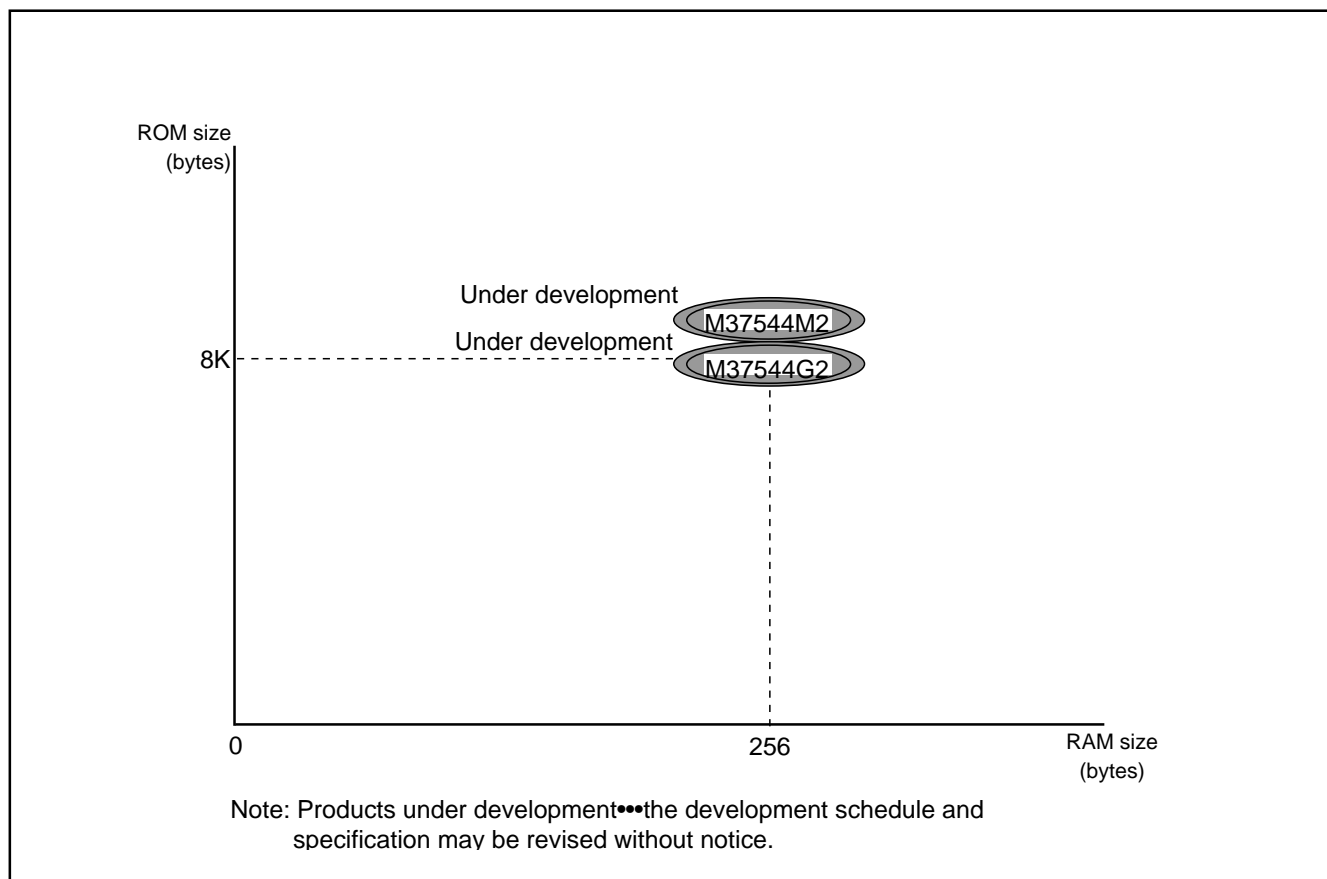 ROM size
(bytes)
Under development
M37544M2
Under development
8K
M37544G2
0
256
RAM size
(bytes)
Note: Products under development•••the development schedule and
specification may be revised without notice.